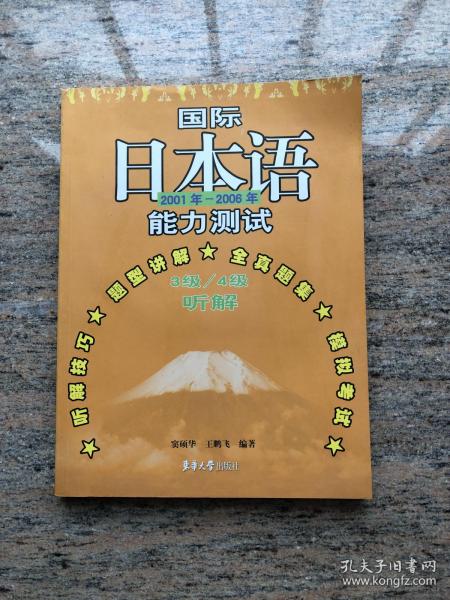 国际
日本语
2001年-2006年
能力测试
★听解技巧★题型讲解★全真题集★模拟考试★
3级/4级
听解
窦硕华 王鹏飞 编著
东华大学出版社
孔夫子旧书网
www.kongfz.com